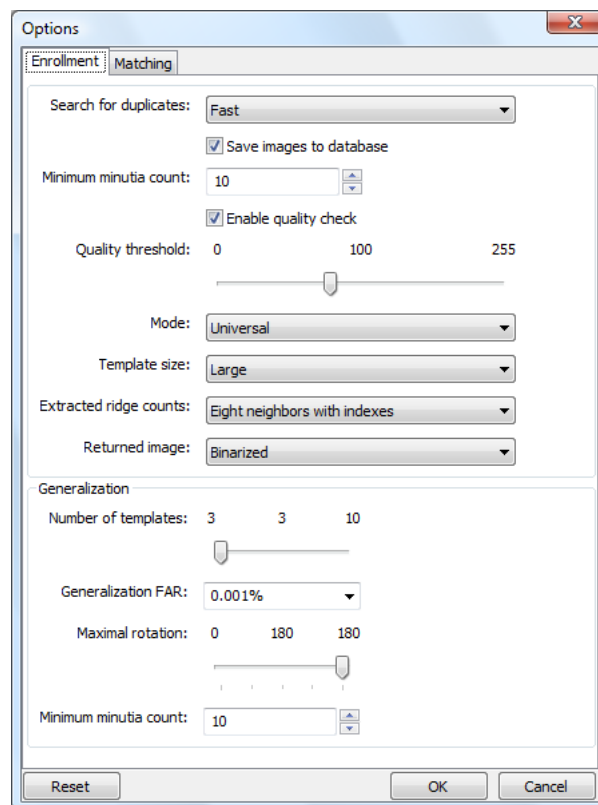 Options
Enrollment Matching
Search for duplicates: Fast
Save images to database
Minimum minutia count: 10
Enable quality check
Quality threshold: 0 100 255
Mode: Universal
Template size: Large
Extracted ridge counts: Eight neighbors with indexes
Returned image: Binarized
Generalization
Number of templates: 3 3 10
Generalization FAR: 0.001%
Maximal rotation: 0 180 180
Minimum minutia count: 10
Reset OK Cancel